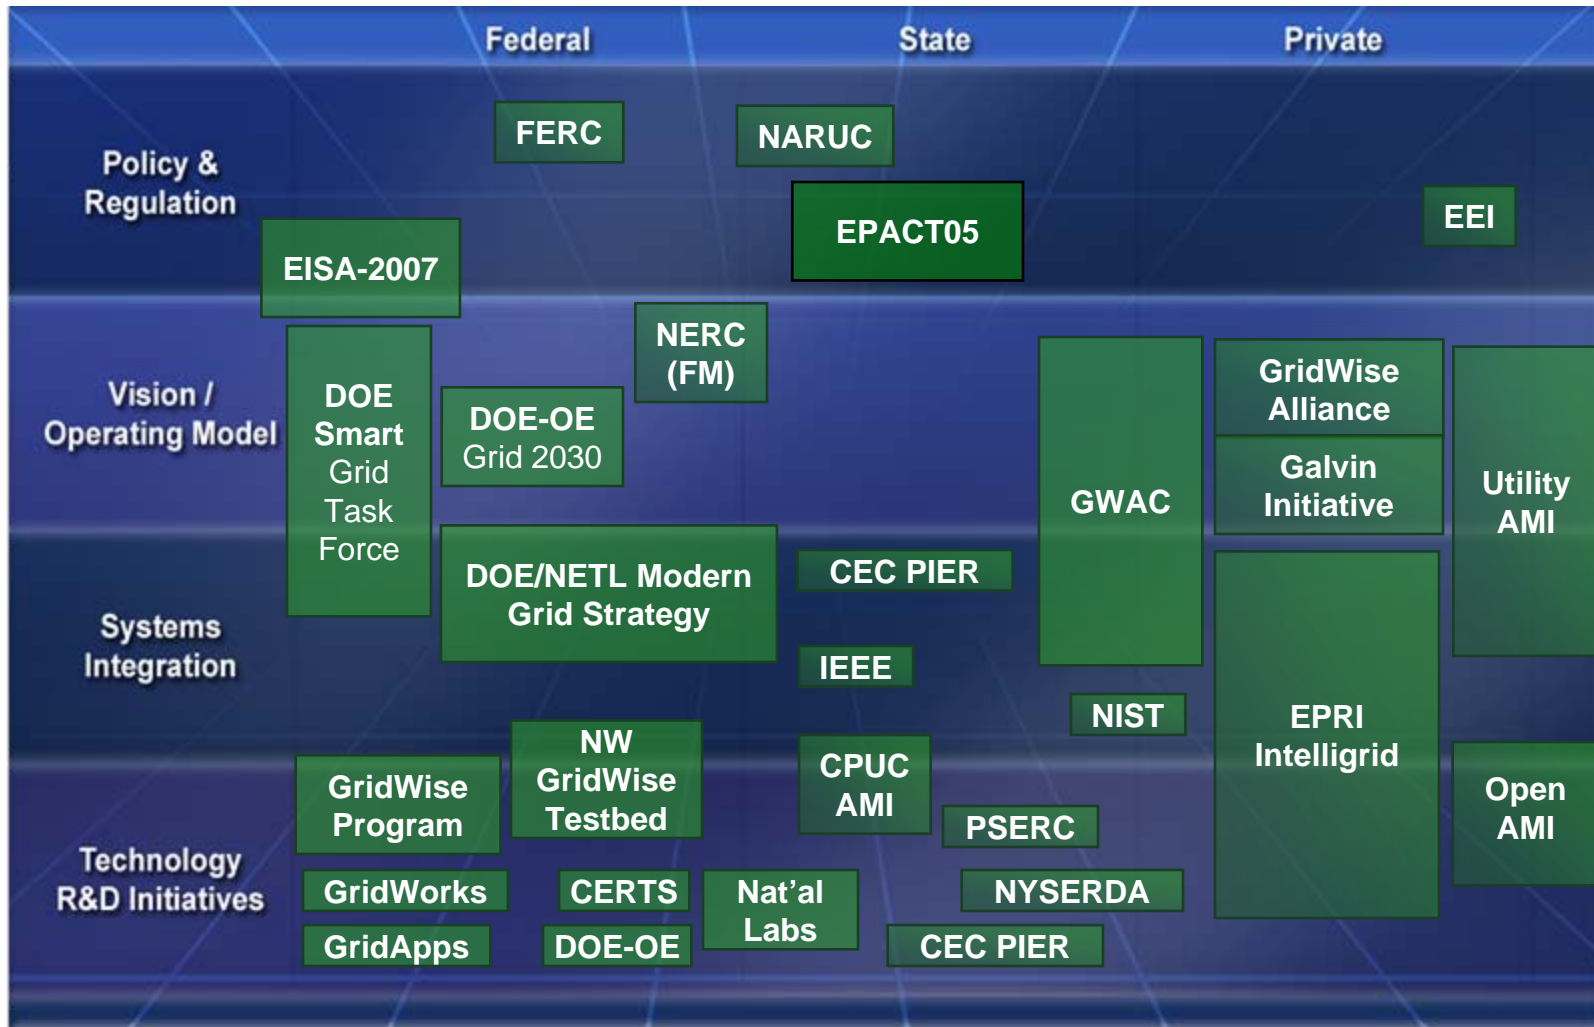 Federal
State
Private
Policy &
Regulation
FERC
NARUC
EPACT05
EEI
EISA-2007
Vision /
Operating Model
DOE
Smart
Grid
Task
Force
DOE-OE
Grid 2030
NERC
(FM)
GWAC
GridWise
Alliance
Galvin
Initiative
Utility
AMI
Systems
Integration
DOE/NETL Modern
Grid Strategy
CEC PIER
IEEE
NIST
EPRI
Intelligrid
Technology
R&D Initiatives
GridWise
Program
NW
GridWise
Testbed
CPUC
AMI
PSERC
Open
AMI
GridWorks
CERTS
Nat'al
Labs
NYSERDA
GridApps
DOE-OE
CEC PIER